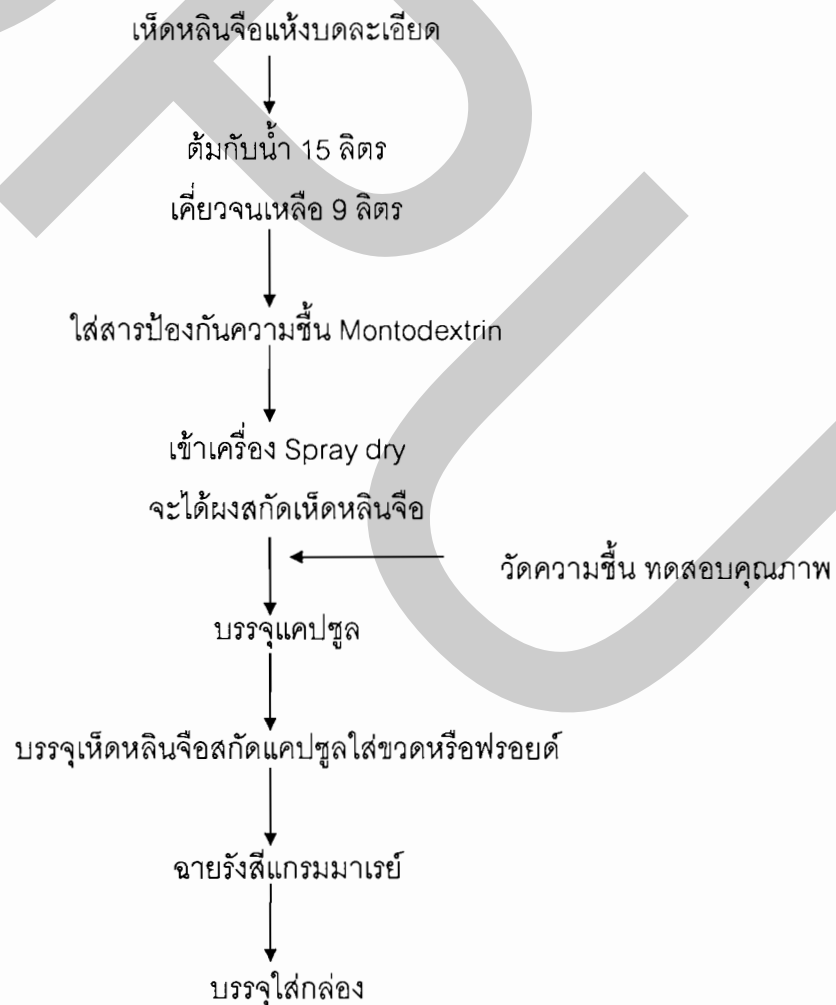 เห็ดหลินจือแห้งบดละเอียด
ต้มกับน้ำ 15 ลิตร
เคี่ยวจนเหลือ 9 ลิตร
ใส่สารป้องกันความชื้น Montodextrin
เข้าเครื่อง Spray dry
จะได้ผงสกัดเห็ดหลินจือ
วัดความชื้น ทดสอบคุณภาพ
บรรจุแคปซูล
บรรจุเห็ดหลินจือสกัดแคปซูลใส่ขวดหรือฟรอยด์
ฉายรังสีแกรมมาเรย์
บรรจุใส่กล่อง